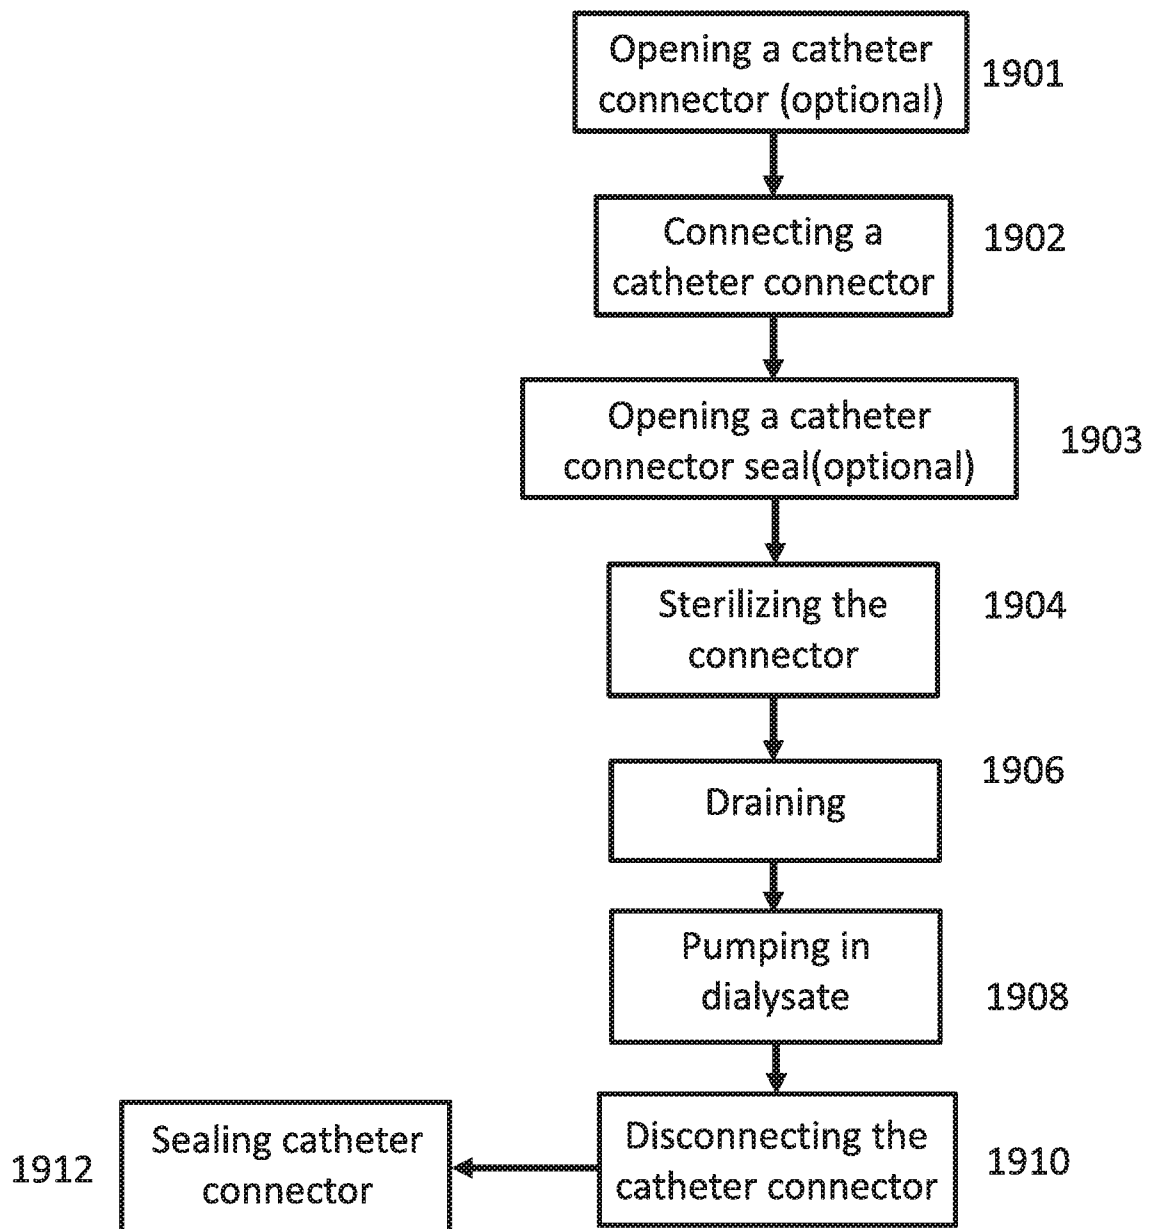 Opening a catheter
connector (optional)
1901
Connecting a
catheter connector
1902
Opening a catheter
connector seal(optional)
1903
Sterilizing the
connector
1904
Draining
1906
Pumping in
dialysate
1908
Disconnecting the
catheter connector
1910
Sealing catheter
connector
1912